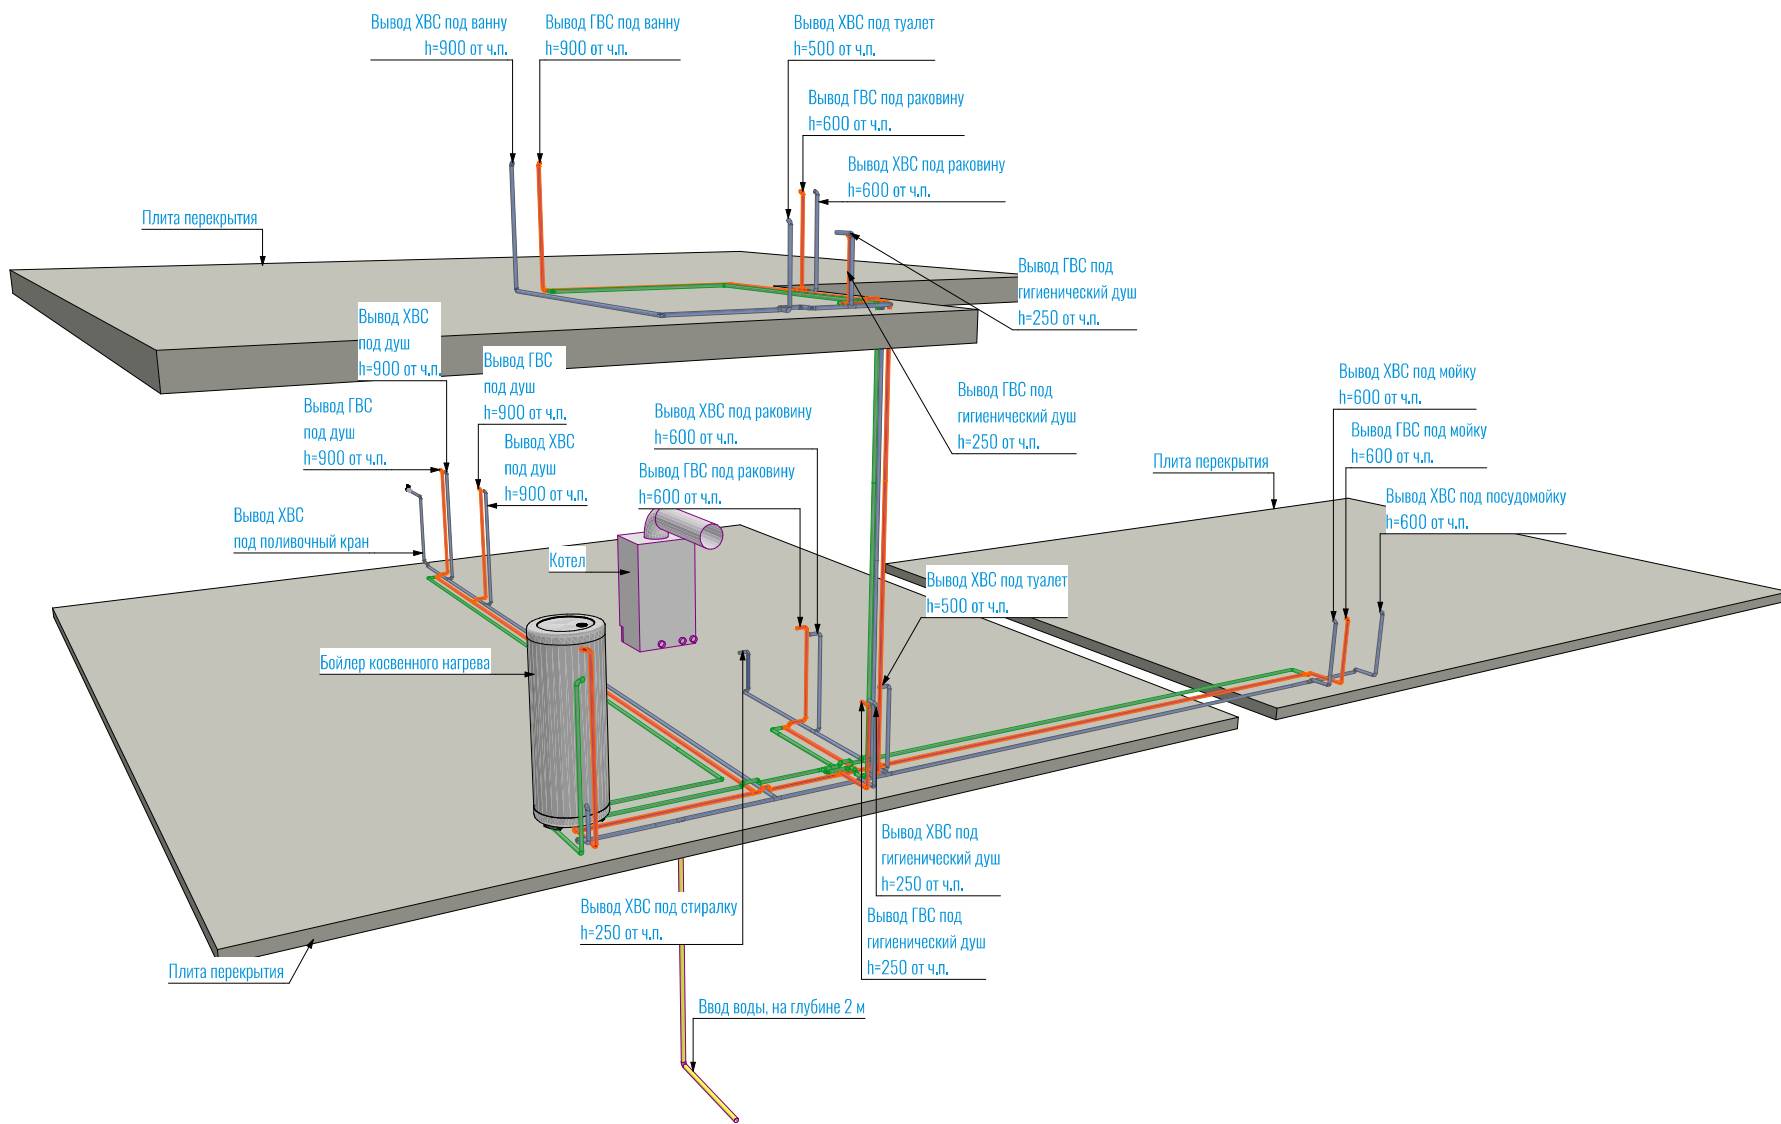 Вывод ХВС под ванну
h=900 от ч.п.
Вывод ГВС под ванну
h=900 от ч.п.
Вывод ХВС под туалет
h=500 от ч.п.
Вывод ГВС под раковину
h=600 от ч.п.
Вывод ХВС под раковину
h=600 от ч.п.
Плита перекрытия
Вывод ГВС под
гигиенический душ
h=250 от ч.п.
Вывод ХВС
под душ
h=900 от ч.п.
Вывод ГВС
под душ
h=900 от ч.п.
Вывод ГВС
под душ
h=900 от ч.п.
Вывод ХВС
под душ
h=900 от ч.п.
Вывод ХВС под раковину
h=600 от ч.п.
Вывод ГВС под раковину
h=600 от ч.п.
Вывод ГВС под
гигиенический душ
h=250 от ч.п.
Вывод ХВС под мойку
h=600 от ч.п.
Вывод ГВС под мойку
h=600 от ч.п.
Плита перекрытия
Вывод ХВС под посудомойку
h=600 от ч.п.
Вывод ХВС
под поливочный кран
Котел
Вывод ХВС под туалет
h=500 от ч.п.
Бойлер косвенного нагрева
Вывод ХВС под
гигиенический душ
h=250 от ч.п.
Вывод ХВС под стиралку
h=250 от ч.п.
Вывод ГВС под
гигиенический душ
h=250 от ч.п.
Плита перекрытия
Ввод воды, на глубине 2 м